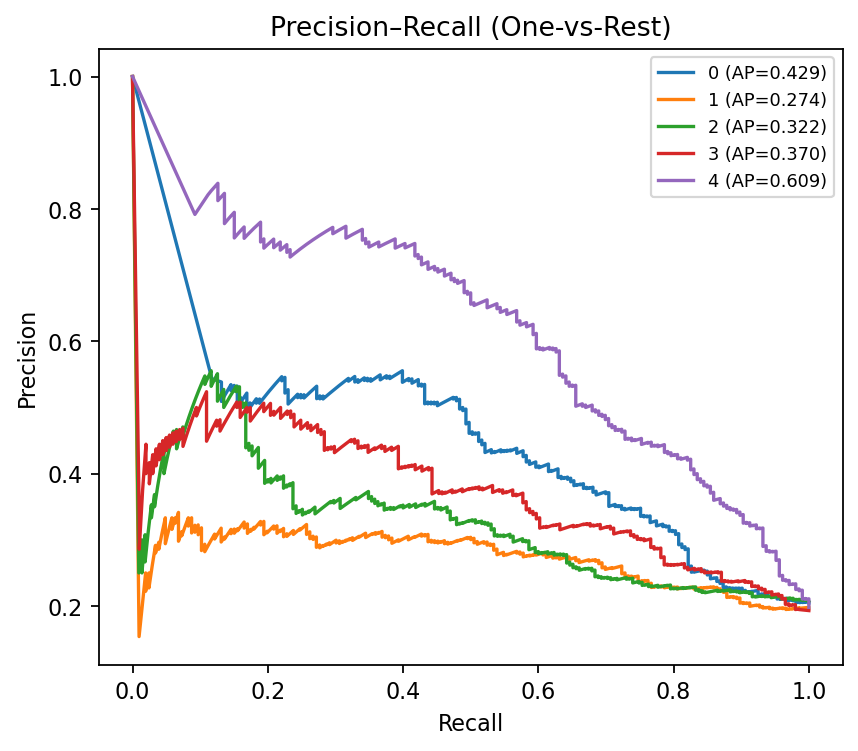 Precision–Recall (One-vs-Rest)
0 (AP=0.429)
1 (AP=0.274)
2 (AP=0.322)
3 (AP=0.370)
4 (AP=0.609)
Precision
1.0
0.8
0.6
0.4
0.2
0.0 0.2 0.4 0.6 0.8 1.0
Recall